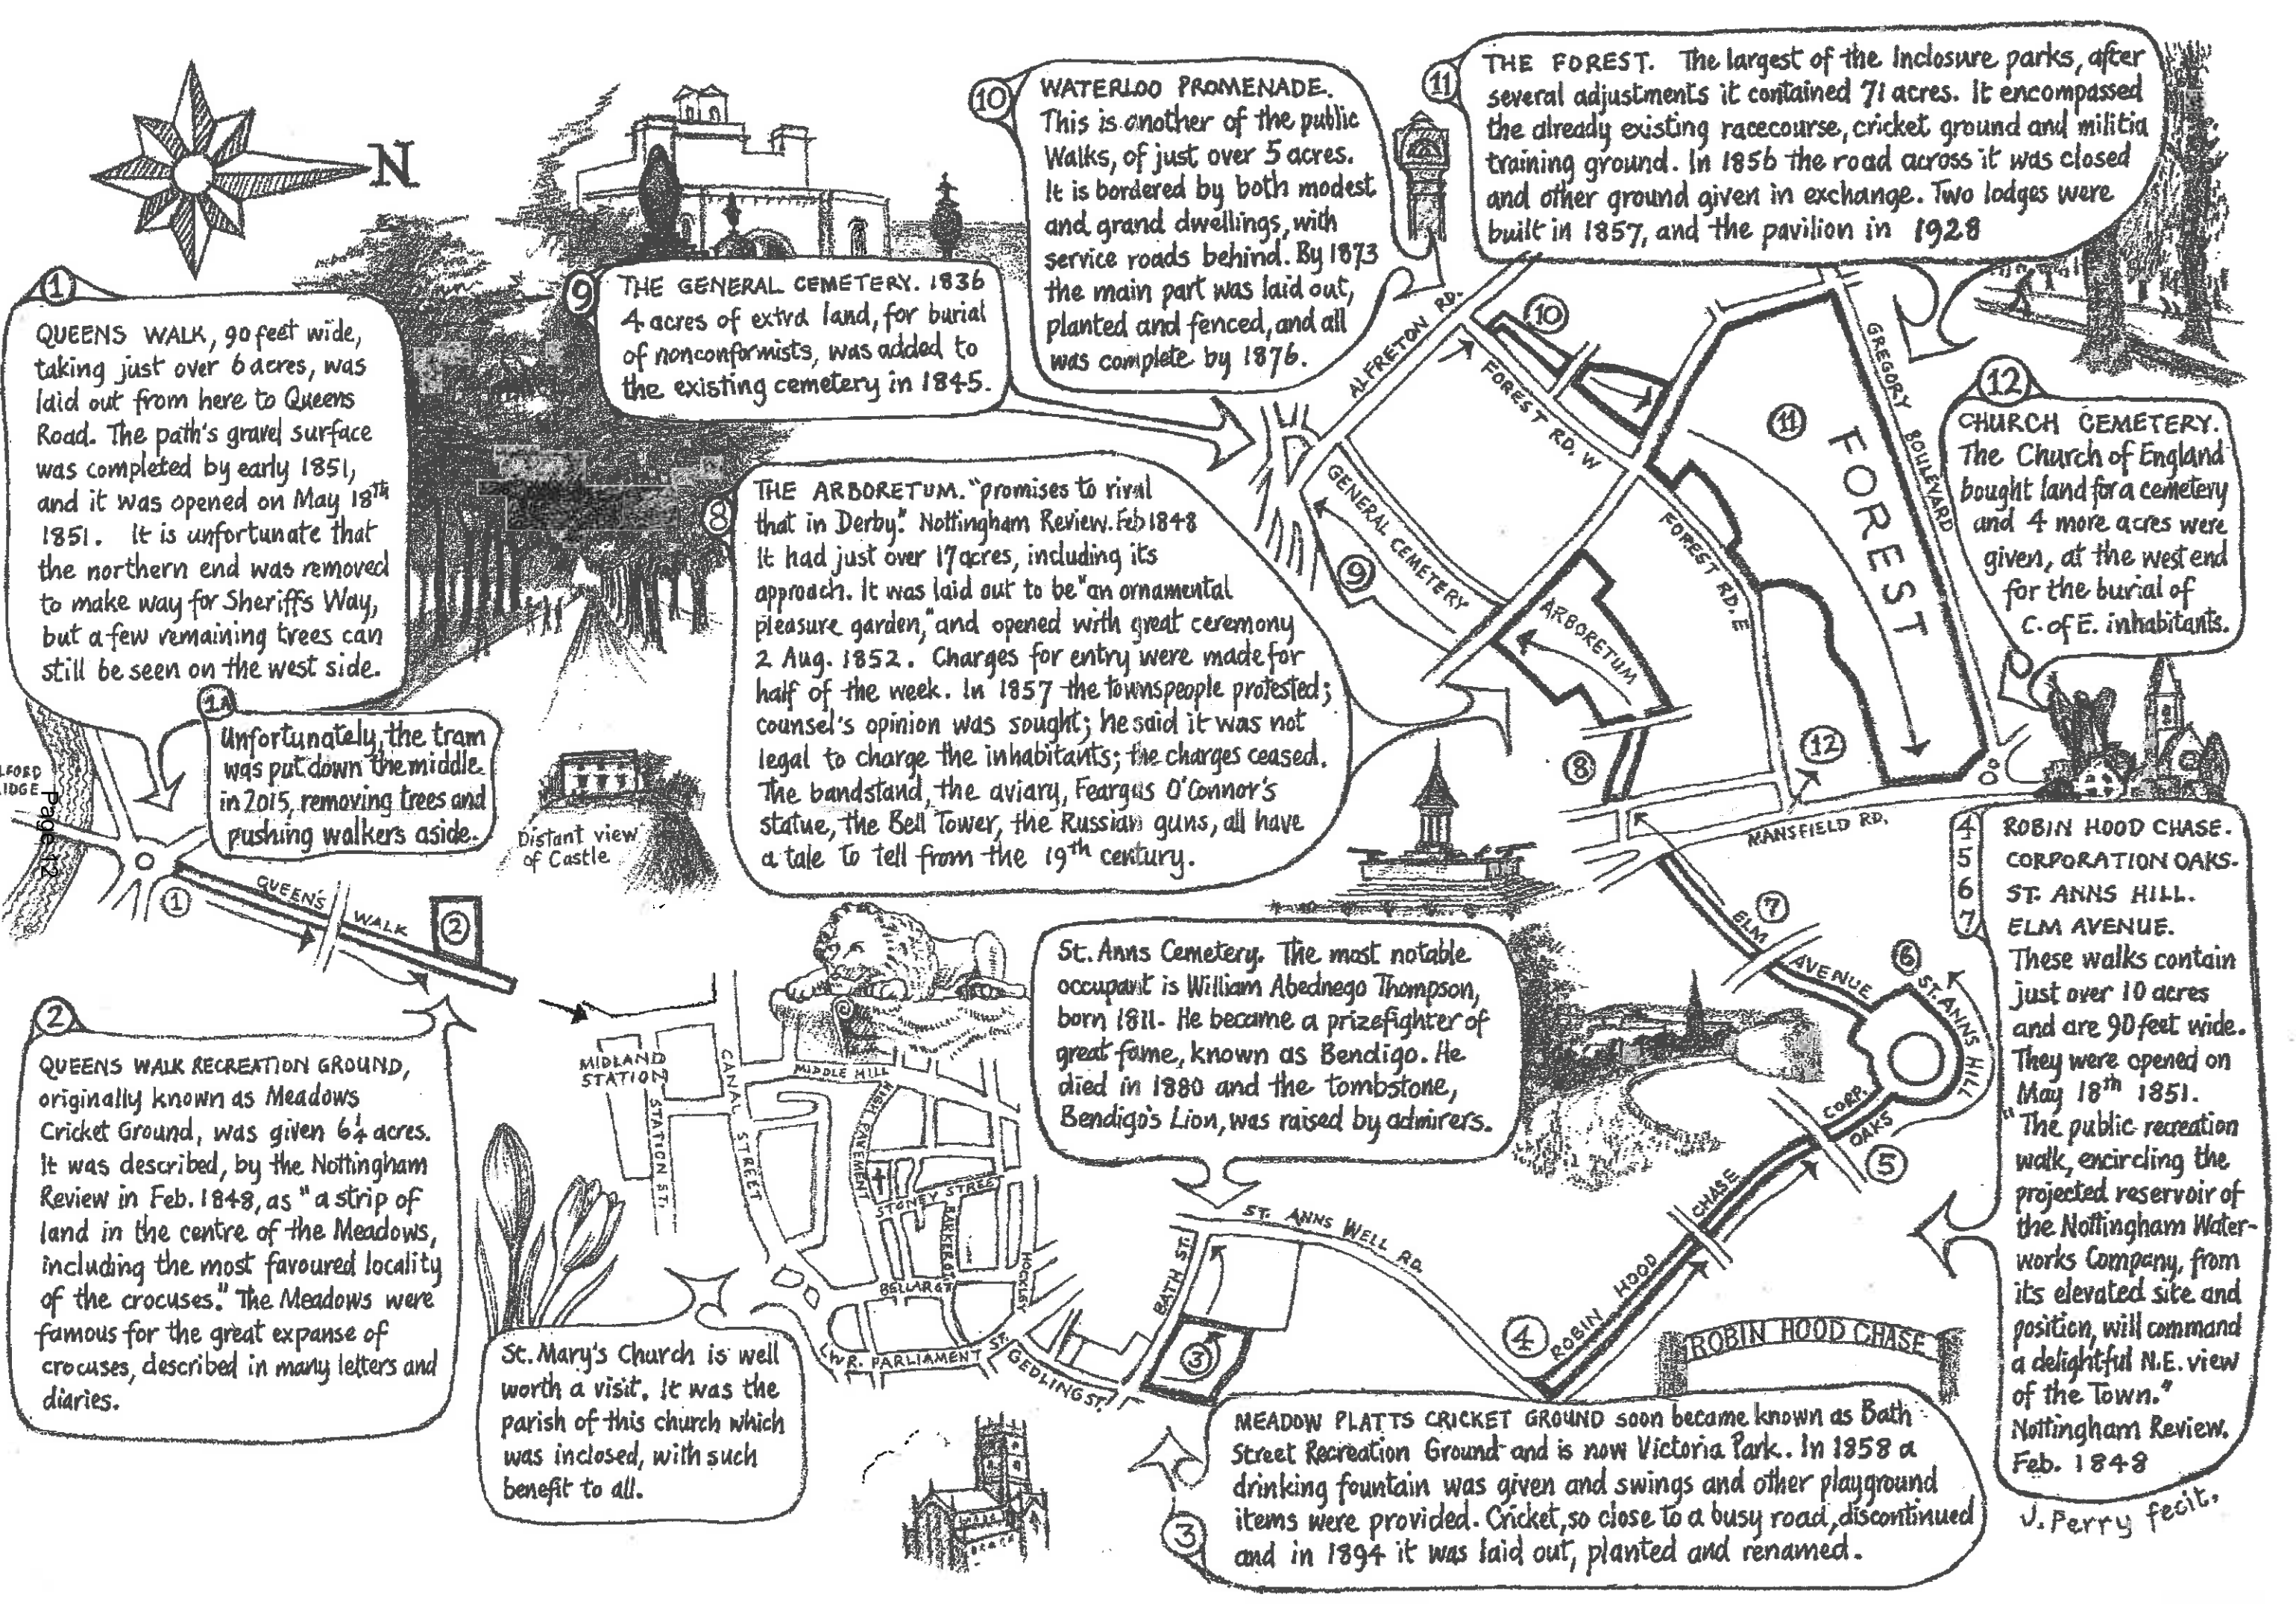 N
1
QUEENS WALK, 90 feet wide,
taking just over 6 acres, was
laid out from here to Queens
Road. The path's gravel surface
was completed by early 1851,
and it was opened on May 18th
1851. It is unfortunate that
the northern end was removed
to make way for Sheriff's Way,
but a few remaining trees can
still be seen on the west side.
1A
Unfortunately, the tram
was put down the middle
in 2015, removing trees and
pushing walkers aside.
LFORD
IDGE
Page 12
1
QUEENS WALK
2
2
QUEENS WALK RECREATION GROUND,
originally known as Meadows
Cricket Ground, was given 6¼ acres.
It was described, by the Nottingham
Review in Feb. 1848, as "a strip of
land in the centre of the Meadows,
including the most favoured locality
of the crocuses." The Meadows were
famous for the great expanse of
crocuses, described in many letters and
diaries.
9
THE GENERAL CEMETERY. 1836
4 acres of extra land, for burial
of nonconformists, was added to
the existing cemetery in 1845.
10
WATERLOO PROMENADE.
This is another of the public
Walks, of just over 5 acres.
It is bordered by both modest
and grand dwellings, with
service roads behind. By 1873
the main part was laid out,
planted and fenced, and all
was complete by 1876.
11
THE FOREST. The largest of the Inclosure parks, after
several adjustments it contained 71 acres. It encompassed
the already existing racecourse, cricket ground and militia
training ground. In 1856 the road across it was closed
and other ground given in exchange. Two lodges were
built in 1857, and the pavilion in 1928
8
THE ARBORETUM. "promises to rival
that in Derby." Nottingham Review. Feb 1848
It had just over 17 acres, including its
approach. It was laid out to be "an ornamental
pleasure garden," and opened with great ceremony
2 Aug. 1852. Charges for entry were made for
half of the week. In 1857 the townspeople protested;
counsel's opinion was sought; he said it was not
legal to charge the inhabitants; the charges ceased.
The bandstand, the aviary, Feargus O'Connor's
statue, the Bell Tower, the Russian guns, all have
a tale to tell from the 19th century.
Distant view
of Castle
12
CHURCH CEMETERY.
The Church of England
bought land for a cemetery
and 4 more acres were
given, at the west end
for the burial of
C. of E. inhabitants.
ALFRETON RD.
10
FOREST RD. W
GREGORY BOULEVARD
11
FOREST
GENERAL CEMETERY
9
FOREST RD. E
ARBORETUM
8
12
MANSFIELD RD.
7
ELM AVENUE
6
ST. ANNS HILL
CORP. OAKS
5
ROBIN HOOD CHASE
4
ST. ANNS WELL RD.
BATH ST.
3
St. Anns Cemetery. The most notable
occupant is William Abednego Thompson,
born 1811. He became a prizefighter of
great fame, known as Bendigo. He
died in 1880 and the tombstone,
Bendigo's Lion, was raised by admirers.
4 ROBIN HOOD CHASE.
5 CORPORATION OAKS.
6 ST. ANNS HILL.
7 ELM AVENUE.
These walks contain
just over 10 acres
and are 90 feet wide.
They were opened on
May 18th 1851.
"The public recreation
walk, encircling the
projected reservoir of
the Nottingham Water-
works Company, from
its elevated site and
position, will command
a delightful N.E. view
of the Town."
Nottingham Review.
Feb. 1848
J. Perry fecit.
MIDLAND
STATION
STATION ST.
CANAL STREET
MIDDLE HILL
HIGH PAVEMENT
STONEY STREET
BARKER GT
BELLAR GT
HOCKLEY
LWR. PARLIAMENT ST.
GEDLING ST.
St. Mary's Church is well
worth a visit. It was the
parish of this church which
was inclosed, with such
benefit to all.
ROBIN HOOD CHASE
3
MEADOW PLATTS CRICKET GROUND soon became known as Bath
Street Recreation Ground and is now Victoria Park. In 1858 a
drinking fountain was given and swings and other playground
items were provided. Cricket, so close to a busy road, discontinued
and in 1894 it was laid out, planted and renamed.